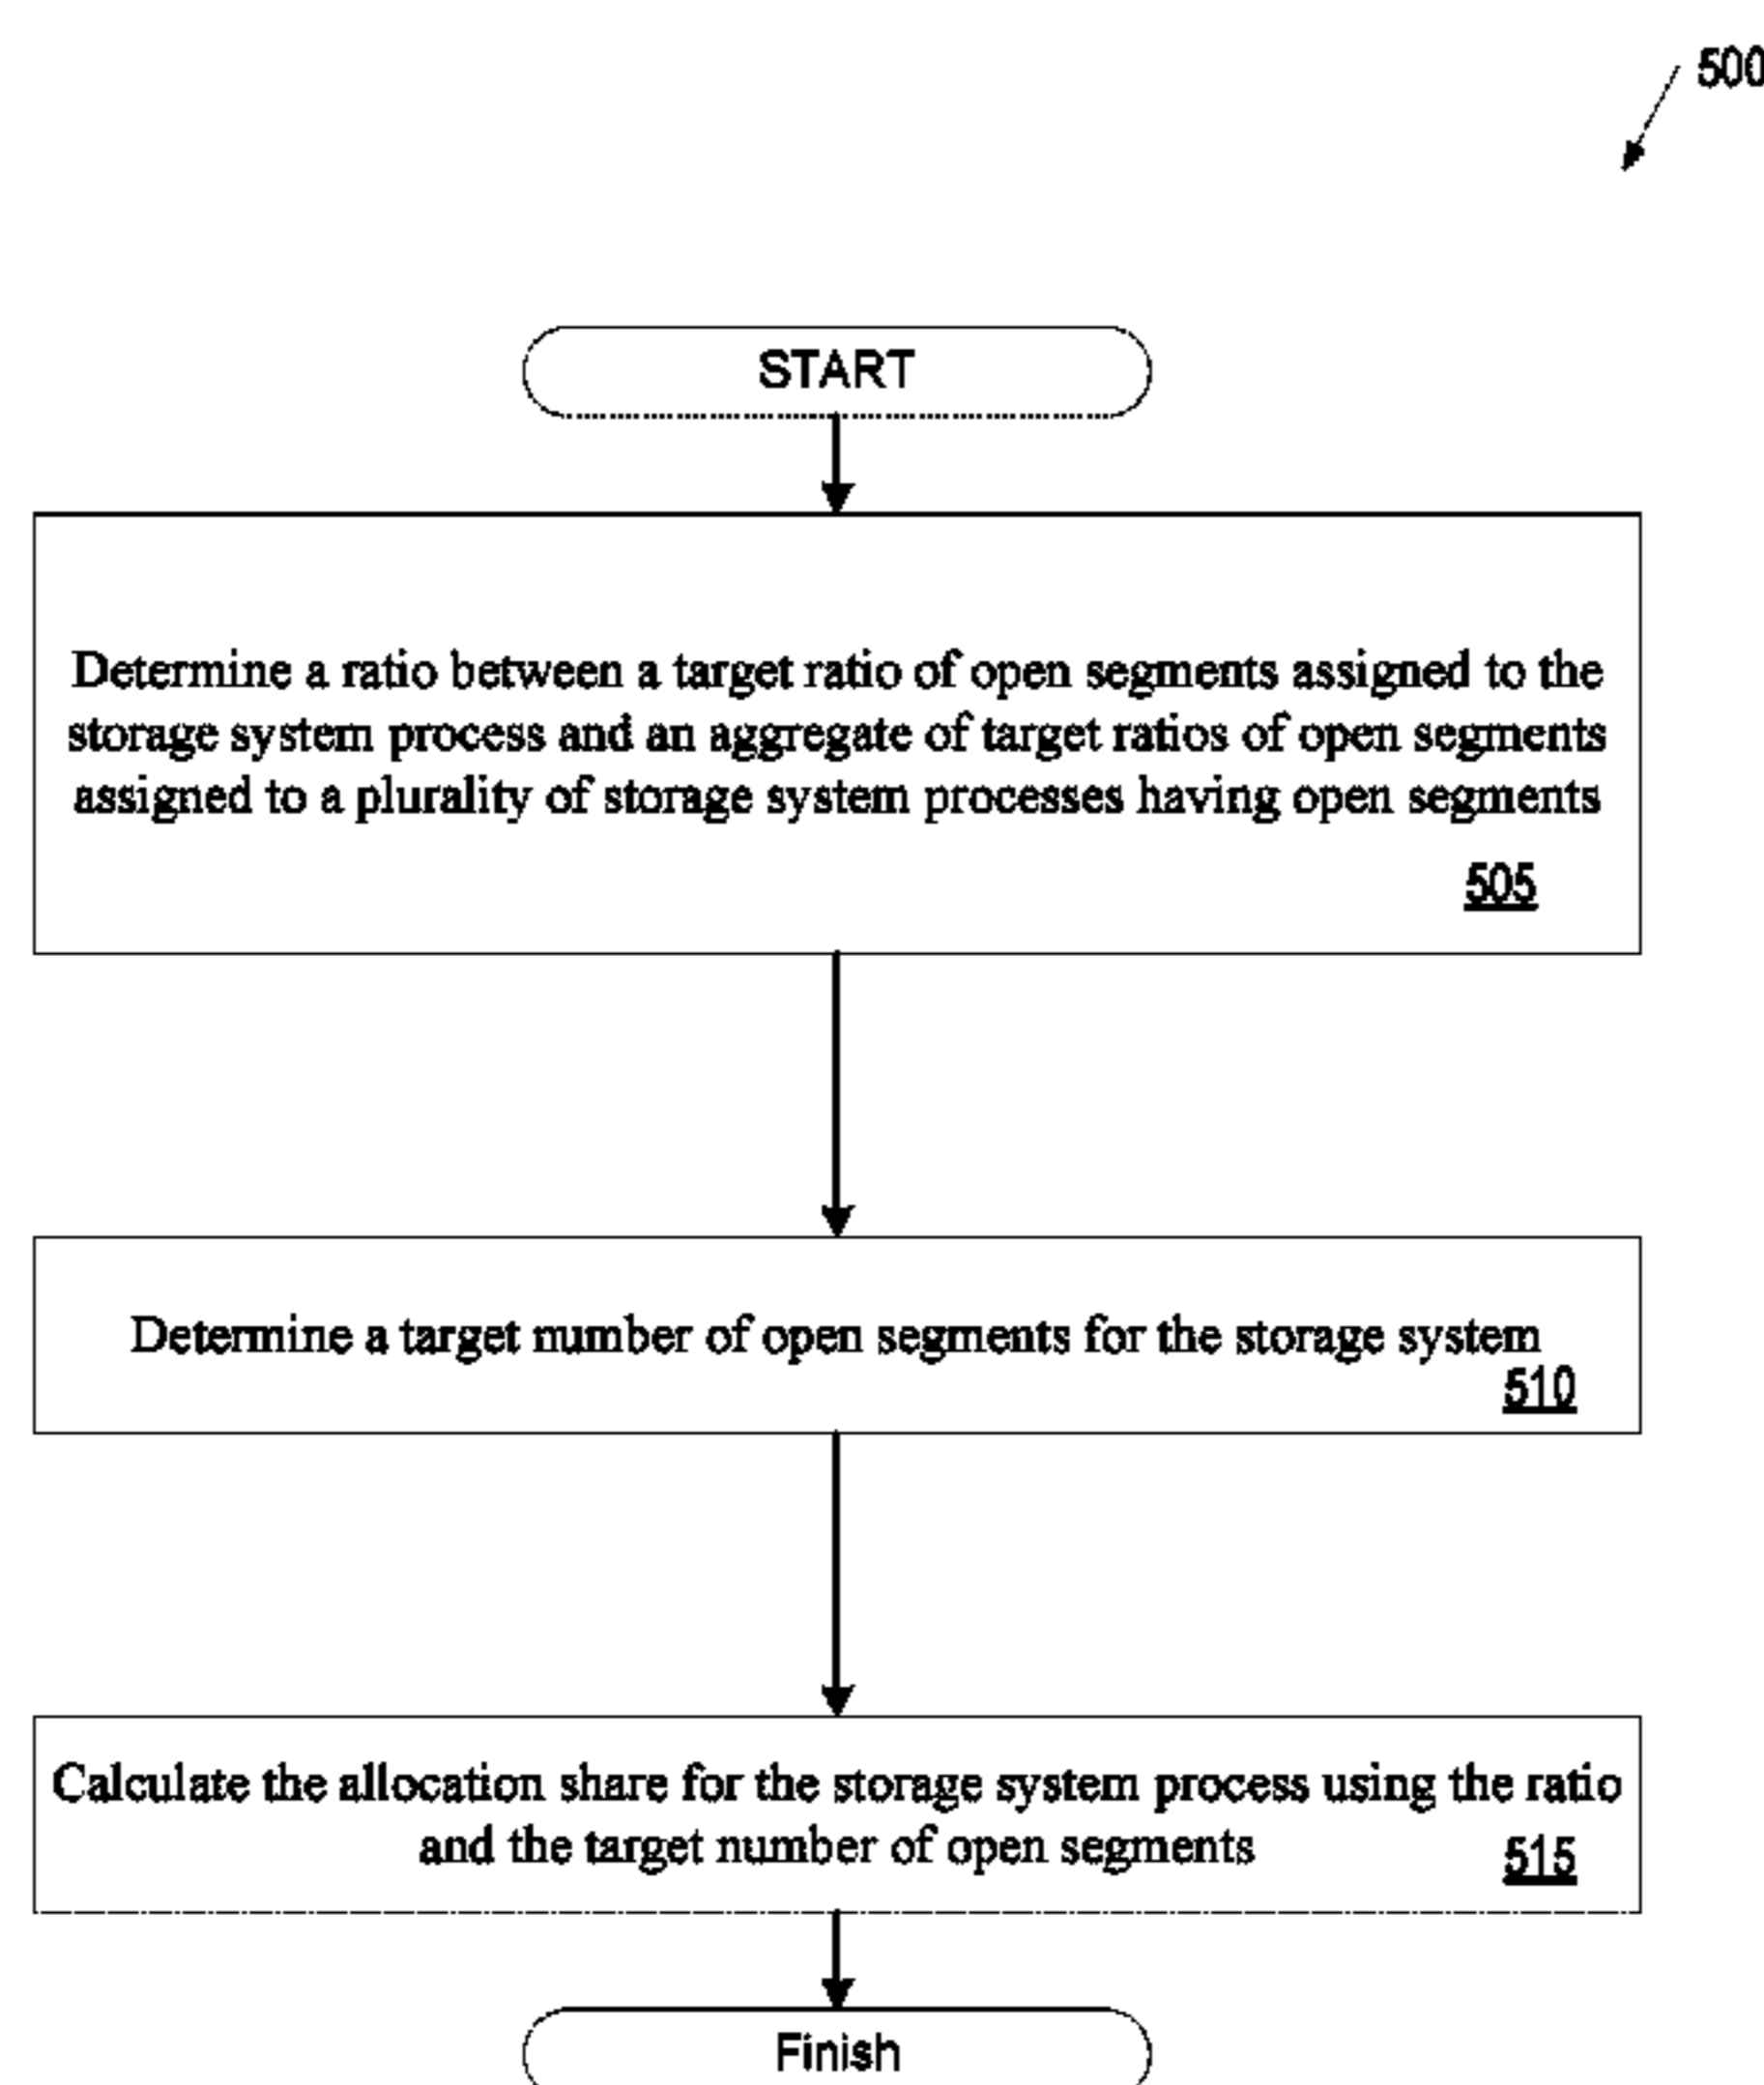 500
START
Determine a ratio between a target ratio of open segments assigned to the
storage system process and an aggregate of target ratios of open segments
assigned to a plurality of storage system processes having open segments
505
Determine a target number of open segments for the storage system
510
Calculate the allocation share for the storage system process using the ratio
and the target number of open segments
515
Finish